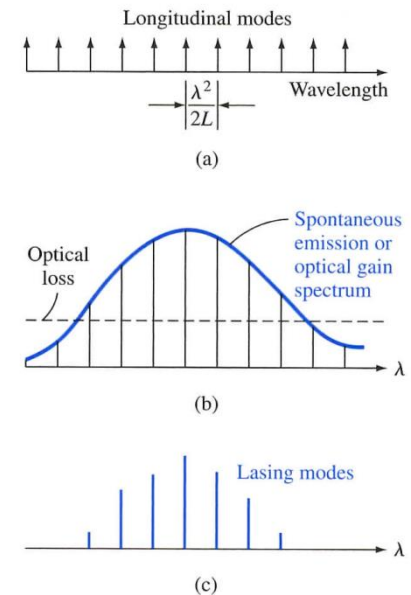 Longitudinal modes
Wavelength
λ²
2L
(a)
Spontaneous
emission or
optical gain
spectrum
Optical
loss
λ
(b)
Lasing modes
λ
(c)